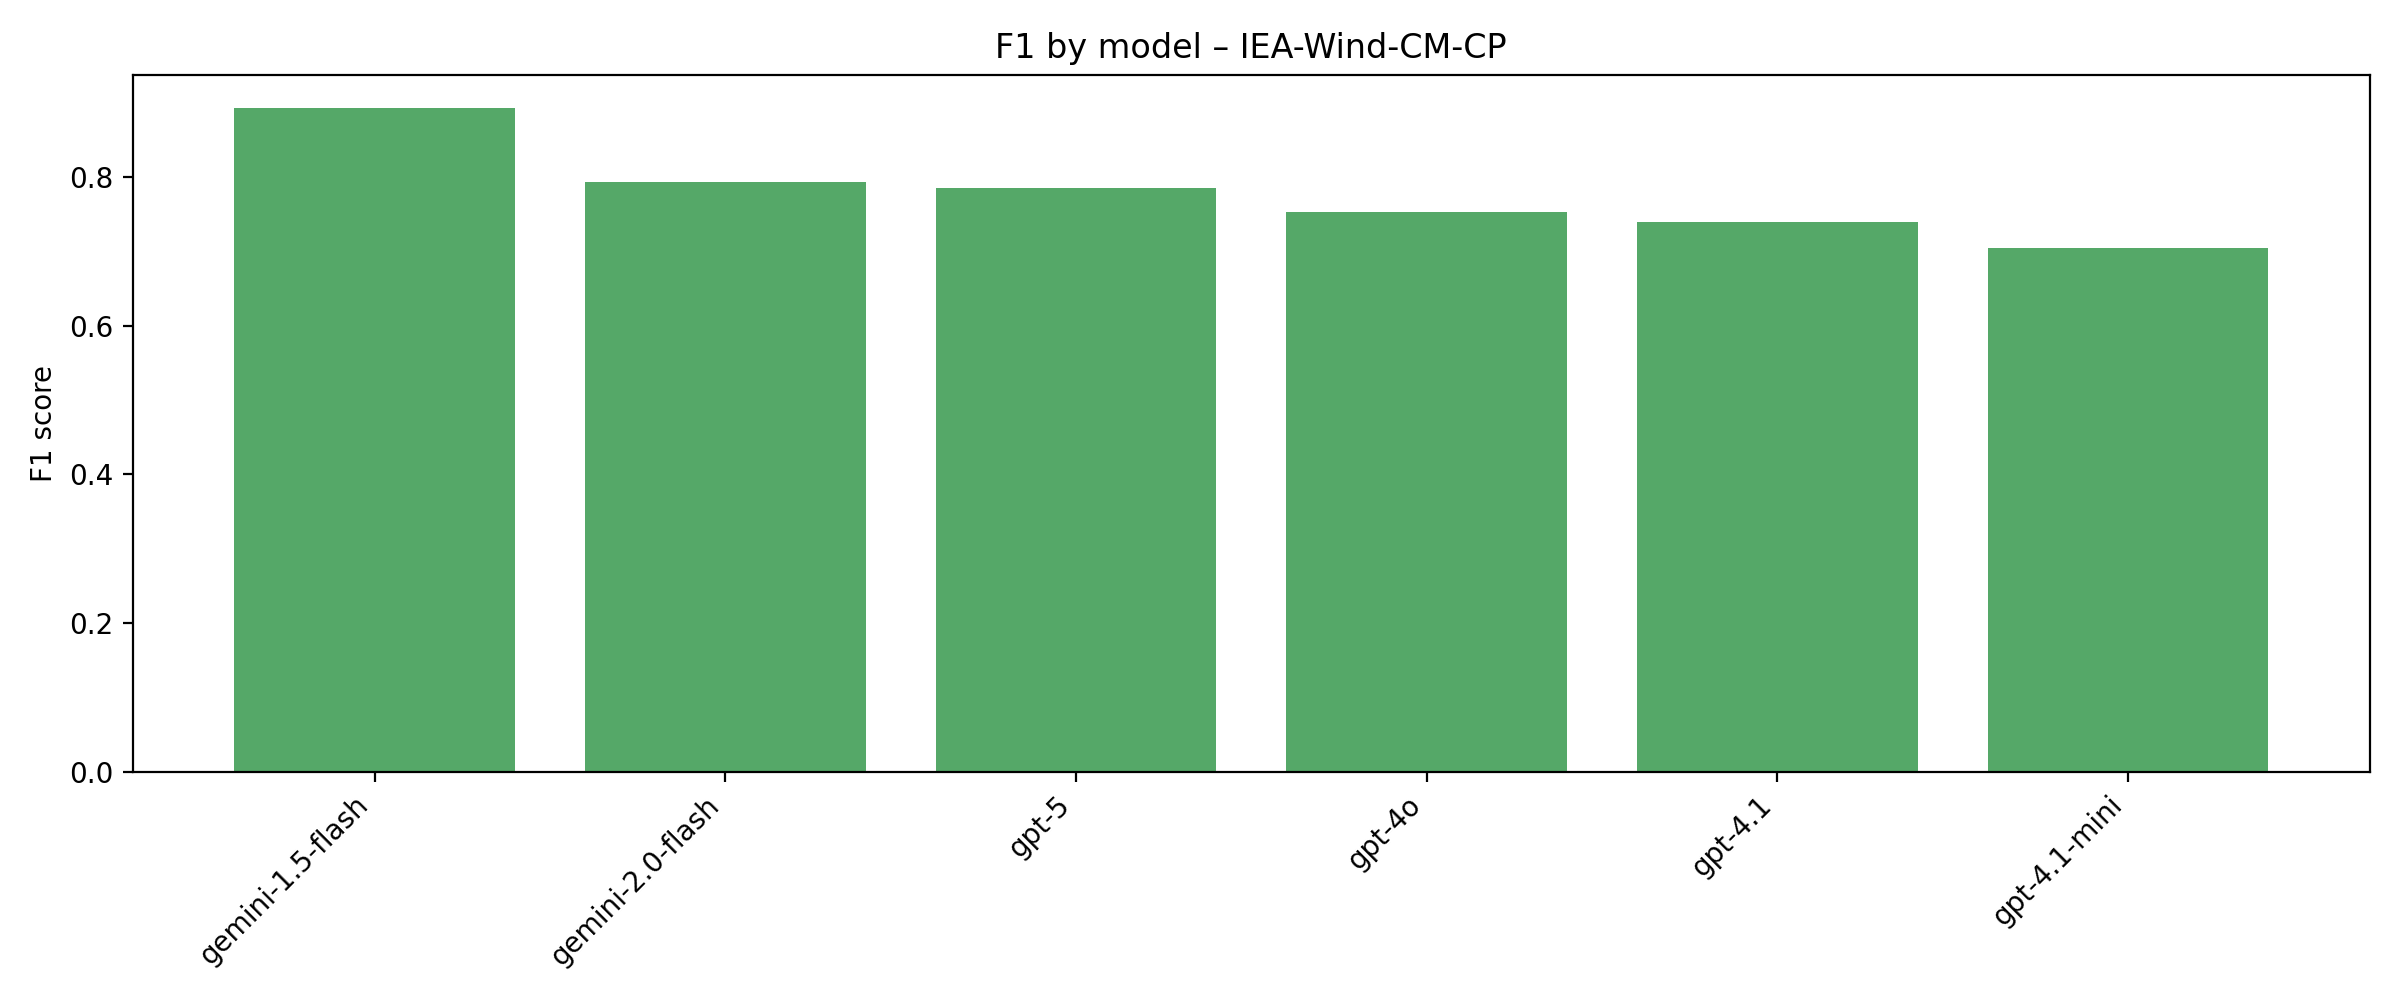 F1 by model – IEA-Wind-CM-CP
F1 score
0.8
0.6
0.4
0.2
0.0
gemini-1.5-flash
gemini-2.0-flash
gpt-5
gpt-4o
gpt-4.1
gpt-4.1-mini